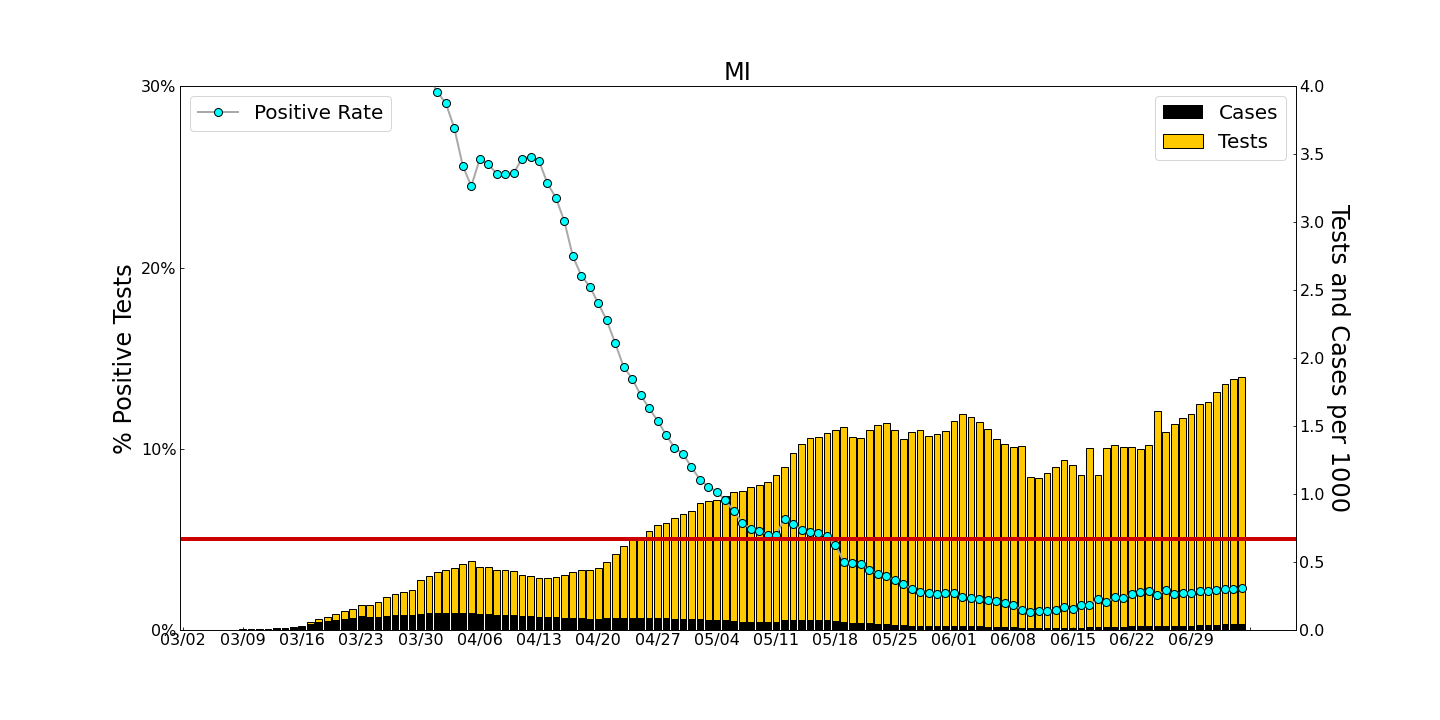 MI
Positive Rate
Cases
Tests
% Positive Tests
30%
20%
10%
0%
4.0
3.5
3.0
2.5
2.0
1.5
1.0
0.5
0.0
Tests and Cases per 1000
03/02 03/09 03/16 03/23 03/30 04/06 04/13 04/20 04/27 05/04 05/11 05/18 05/25 06/01 06/08 06/15 06/22 06/29